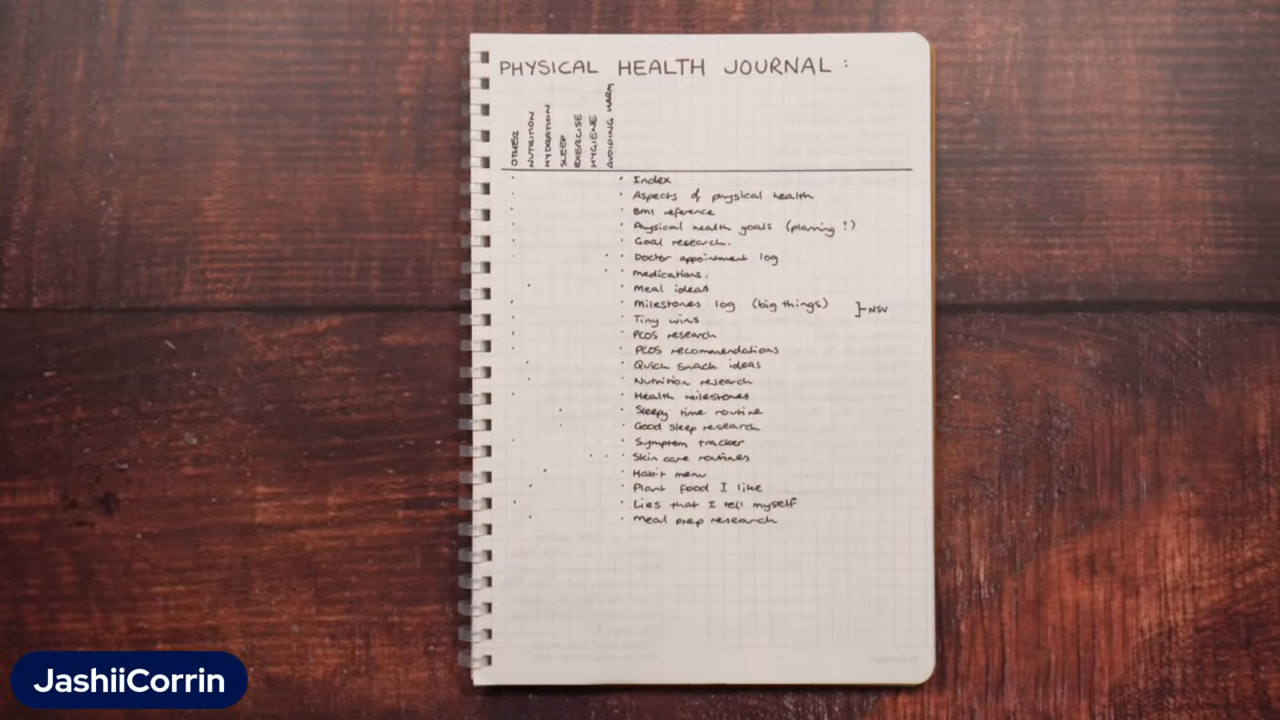 PHYSICAL HEALTH JOURNAL:
OTHER
NUTRITION
HYDRATION
SLEEP
EXERCISE
HYGIENE
AVOIDING HARM
· Index
· Aspects of physical health
· BMI reference
· Physical health goals (planning?)
· Goal research.
· Doctor appointment log
· medications.
· Meal ideas
· Milestones log (big things)
}-NSV
· Tiny wins
· PCOS research
· PCOS recommendations
· Quick snack ideas
· Nutrition research
· Health milestones
· Sleepy time routine
· Good sleep research
· Symptom tracker
· Skin care routines
· Habit menu
· Plant food I like
· Lies that I tell myself
· Meal prep research
JashiiCorrin